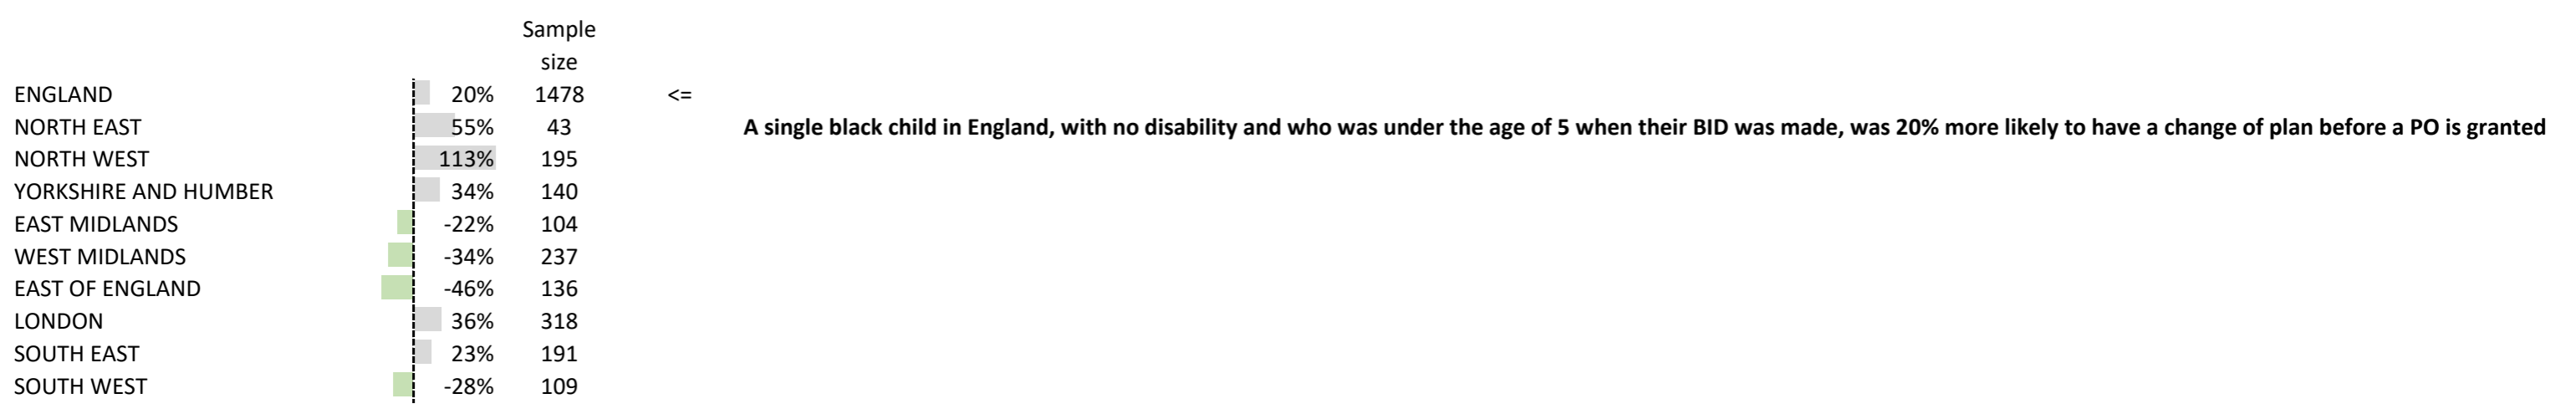 Sample
size
ENGLAND 20% 1478 <=
NORTH EAST 55% 43 A single black child in England, with no disability and who was under the age of 5 when their BID was made, was 20% more likely to have a change of plan before a PO is granted
NORTH WEST 113% 195
YORKSHIRE AND HUMBER 34% 140
EAST MIDLANDS -22% 104
WEST MIDLANDS -34% 237
EAST OF ENGLAND -46% 136
LONDON 36% 318
SOUTH EAST 23% 191
SOUTH WEST -28% 109